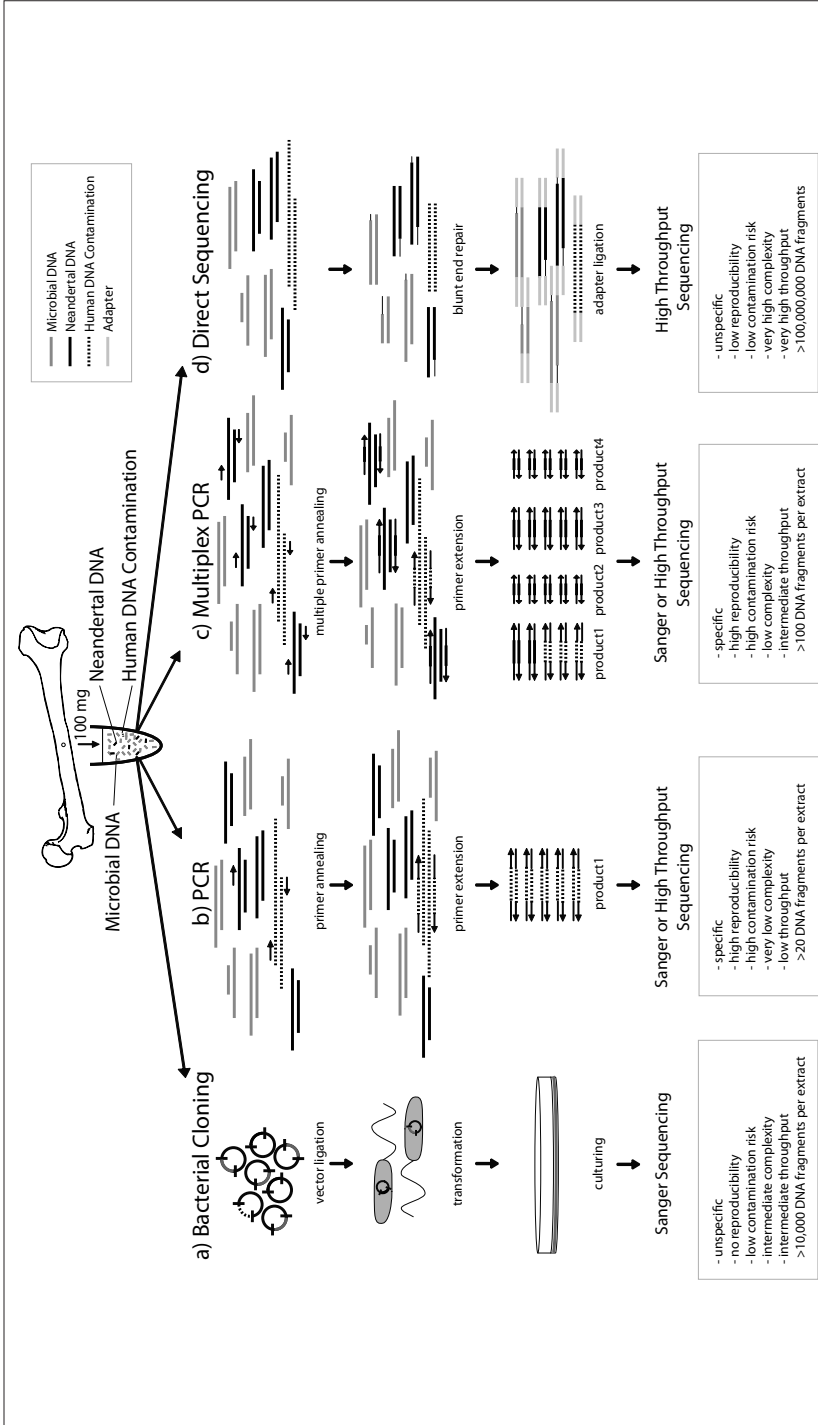 Microbial DNA
Neandertal DNA
Human DNA Contamination
Adapter
100 mg
Neandertal DNA
Human DNA Contamination
Microbial DNA
a) Bacterial Cloning
vector ligation
transformation
culturing
Sanger Sequencing
- unspecific
- no reproducibility
- low contamination risk
- intermediate complexity
- intermediate throughput
>10,000 DNA fragments per extract
b) PCR
primer annealing
primer extension
product1
Sanger or High Throughput
Sequencing
- specific
- high reproducibility
- high contamination risk
- very low complexity
- low throughput
>20 DNA fragments per extract
c) Multiplex PCR
multiple primer annealing
primer extension
product1 product2 product3 product4
Sanger or High Throughput
Sequencing
- specific
- high reproducibility
- high contamination risk
- low complexity
- intermediate throughput
>100 DNA fragments per extract
d) Direct Sequencing
blunt end repair
adapter ligation
High Throughput
Sequencing
- unspecific
- low reproducibility
- low contamination risk
- very high complexity
- very high throughput
>100,000,000 DNA fragments